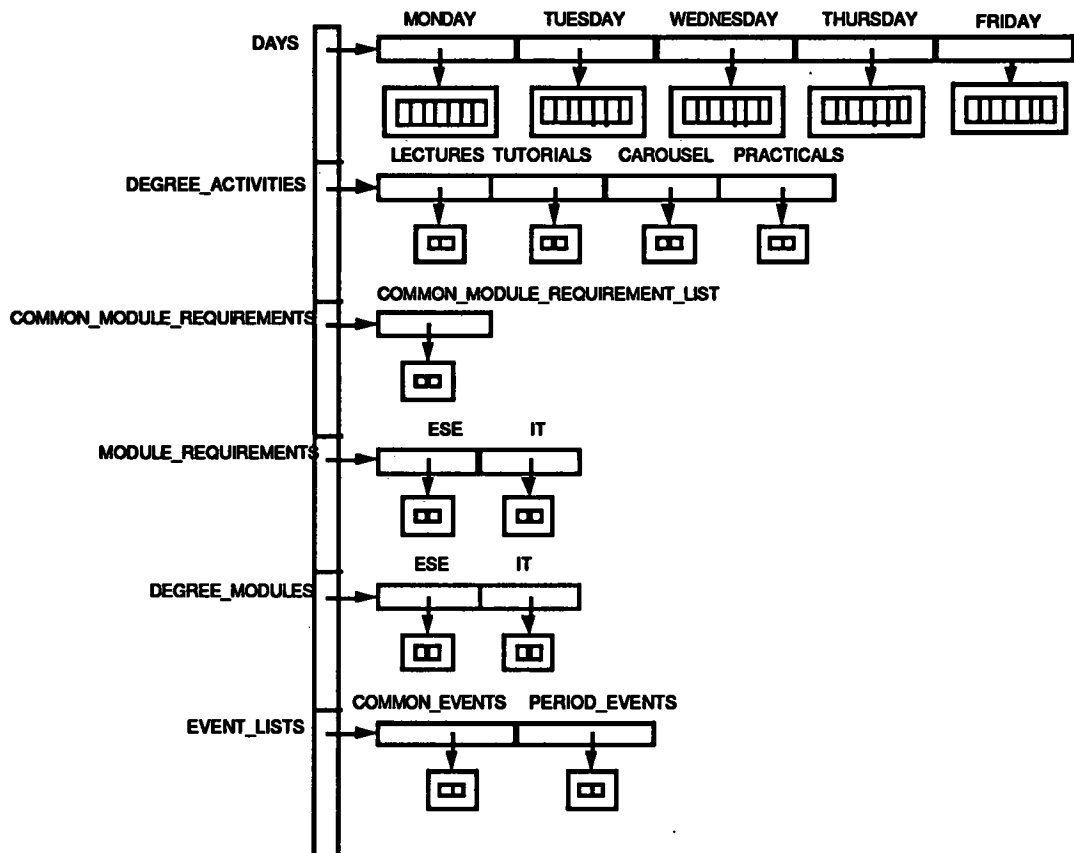 MONDAY TUESDAY WEDNESDAY THURSDAY FRIDAY
DAYS
LECTURES TUTORIALS CAROUSEL PRACTICALS
DEGREE_ACTIVITIES
COMMON_MODULE_REQUIREMENT_LIST
COMMON_MODULE_REQUIREMENTS
ESE IT
MODULE_REQUIREMENTS
ESE IT
DEGREE_MODULES
COMMON_EVENTS PERIOD_EVENTS
EVENT_LISTS